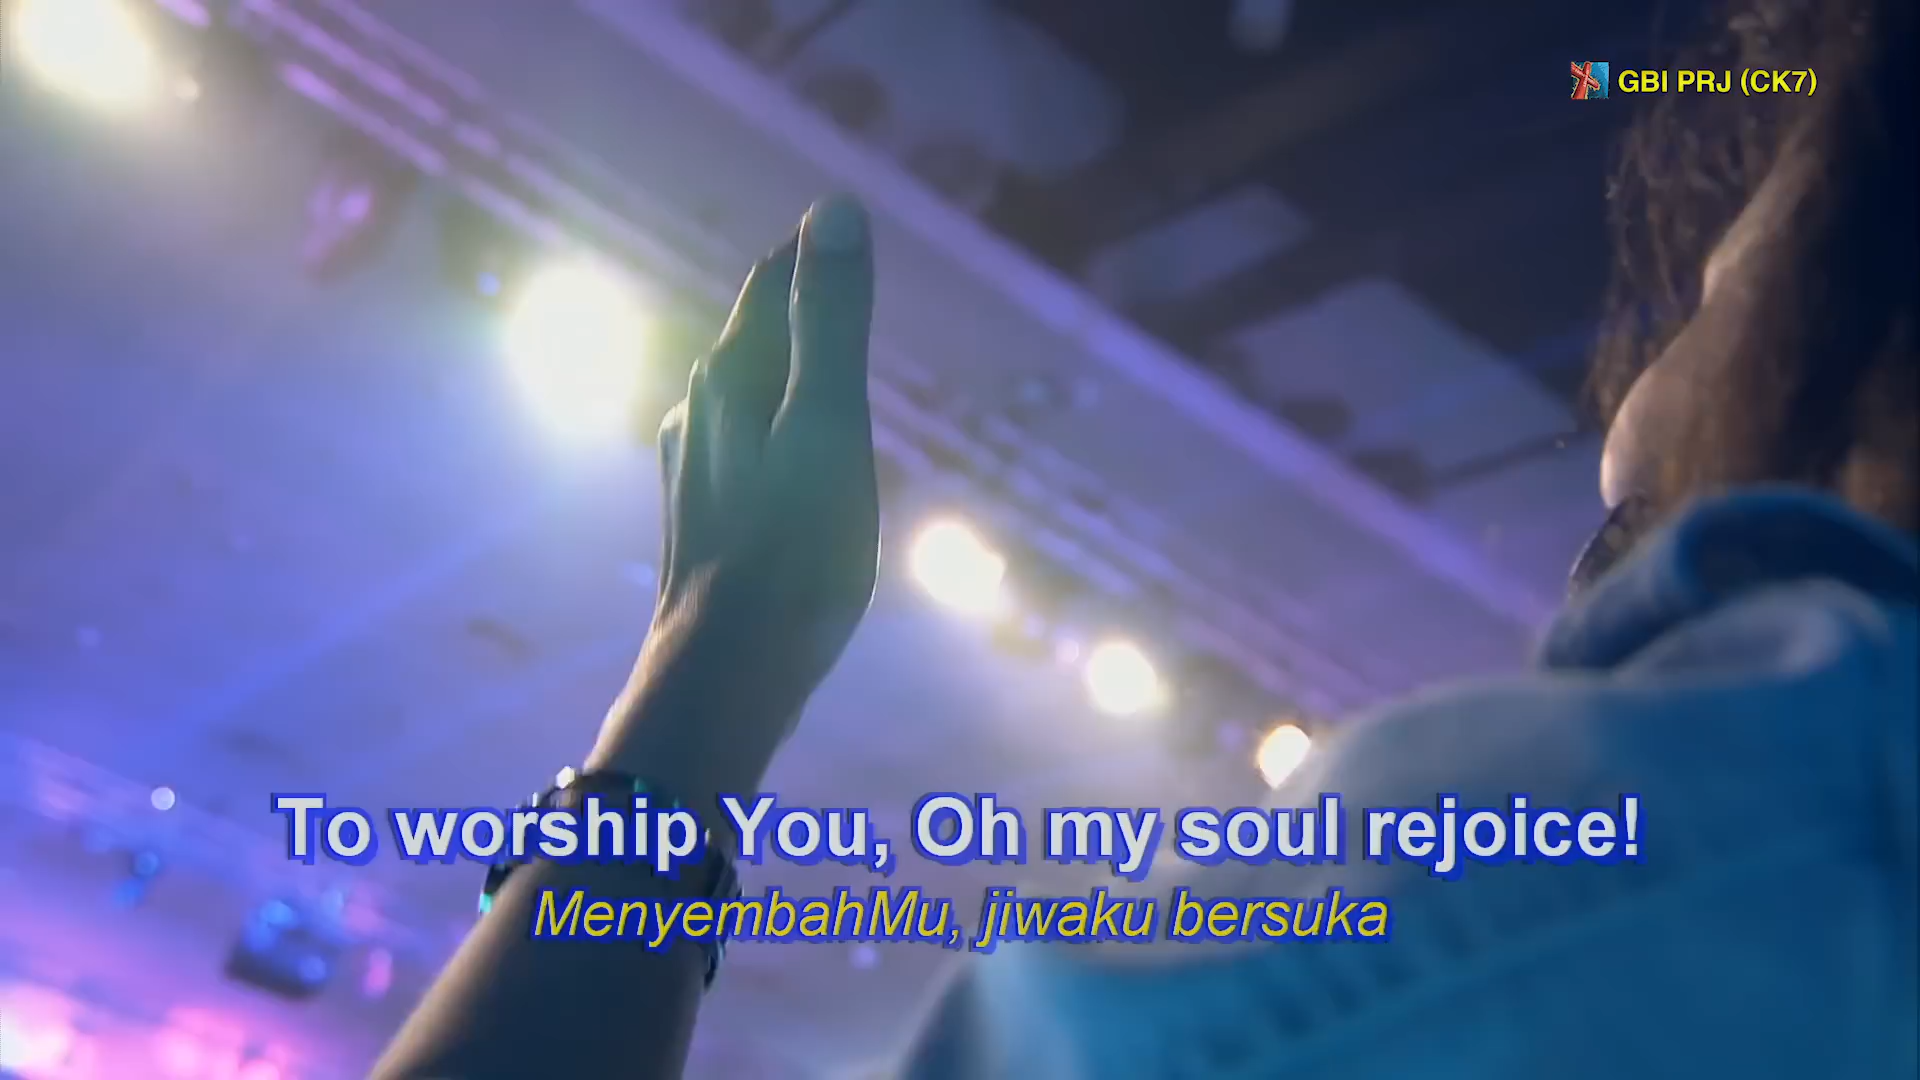 GBI PRJ (CK7)
To worship You, Oh my soul rejoice!
MenyembahMu, jiwaku bersuka